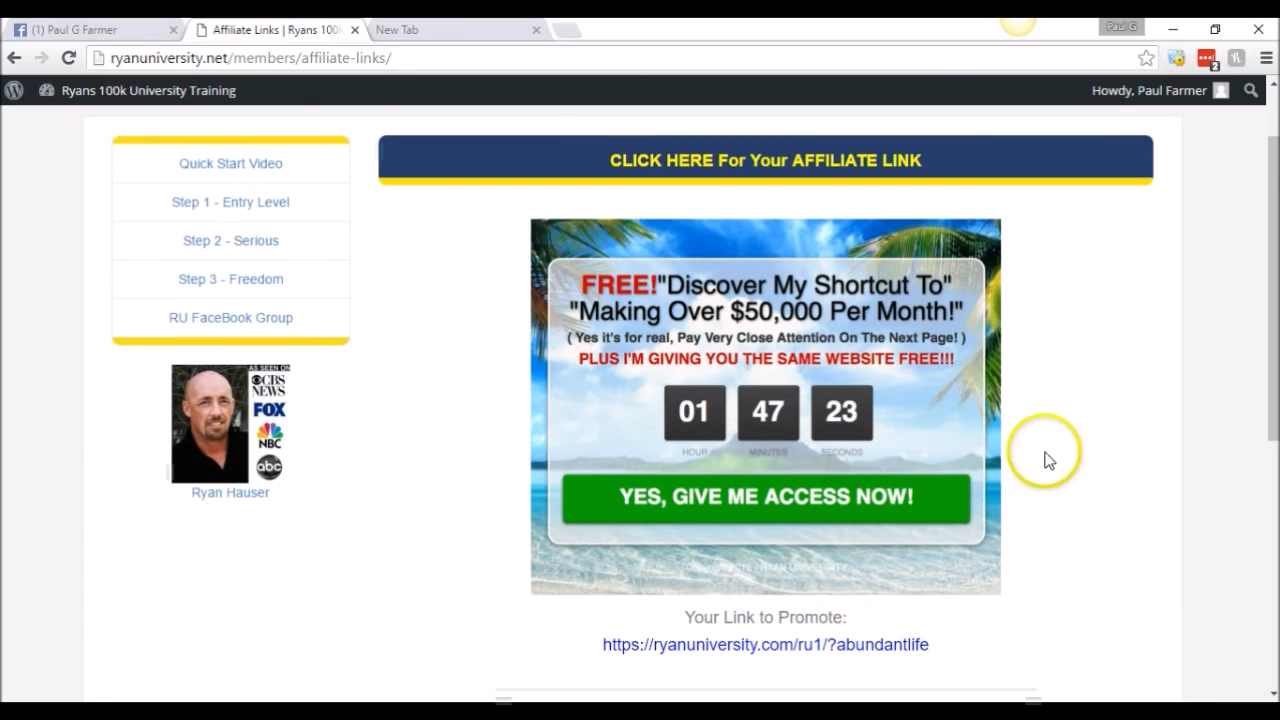 (1) Paul G Farmer
Affiliate Links | Ryans 100k
New Tab
Paul G
ryanuniversity.net/members/affiliate-links/
2
Ryans 100k University Training
Howdy, Paul Farmer
Quick Start Video
Step 1 - Entry Level
Step 2 - Serious
Step 3 - Freedom
RU FaceBook Group
AS SEEN ON
CBS
NEWS
FOX
NBC
abc
Ryan Hauser
CLICK HERE For Your AFFILIATE LINK
FREE!"Discover My Shortcut To"
"Making Over $50,000 Per Month!"
( Yes it's for real, Pay Very Close Attention On The Next Page! )
PLUS I'M GIVING YOU THE SAME WEBSITE FREE!!!
01 47 23
HOUR MINUTES SECONDS
YES, GIVE ME ACCESS NOW!
Your Link to Promote:
https://ryanuniversity.com/ru1/?abundantlife